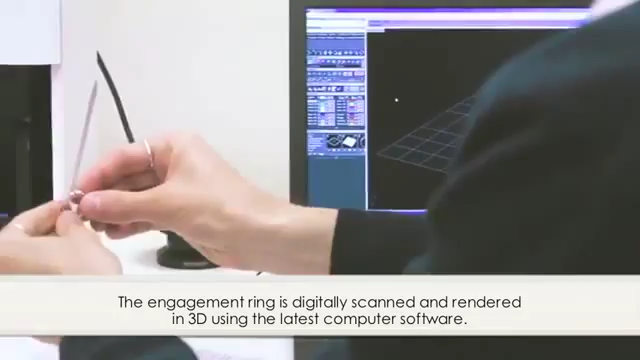 The engagement ring is digitally scanned and rendered
in 3D using the latest computer software.